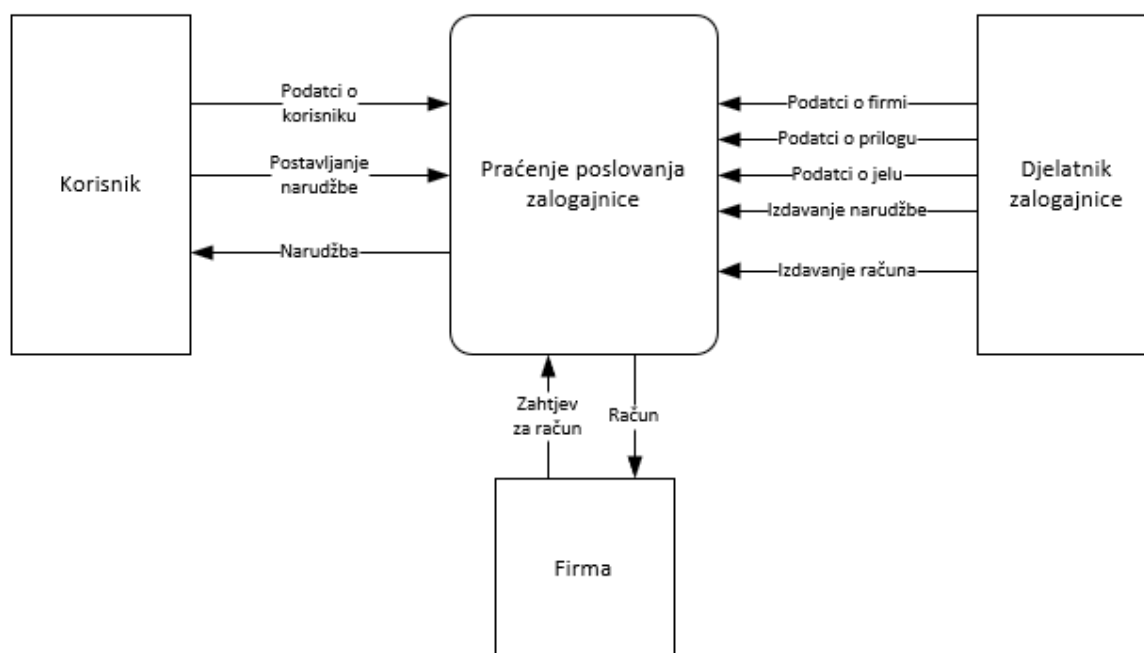 Korisnik
Podatci o
korisniku
Postavljanje
narudžbe
Narudžba
Praćenje poslovanja
zalogajnice
Podatci o firmi
Podatci o prilogu
Podatci o jelu
Izdavanje narudžbe
Izdavanje računa
Djelatnik
zalogajnice
Zahtjev
za račun
Račun
Firma